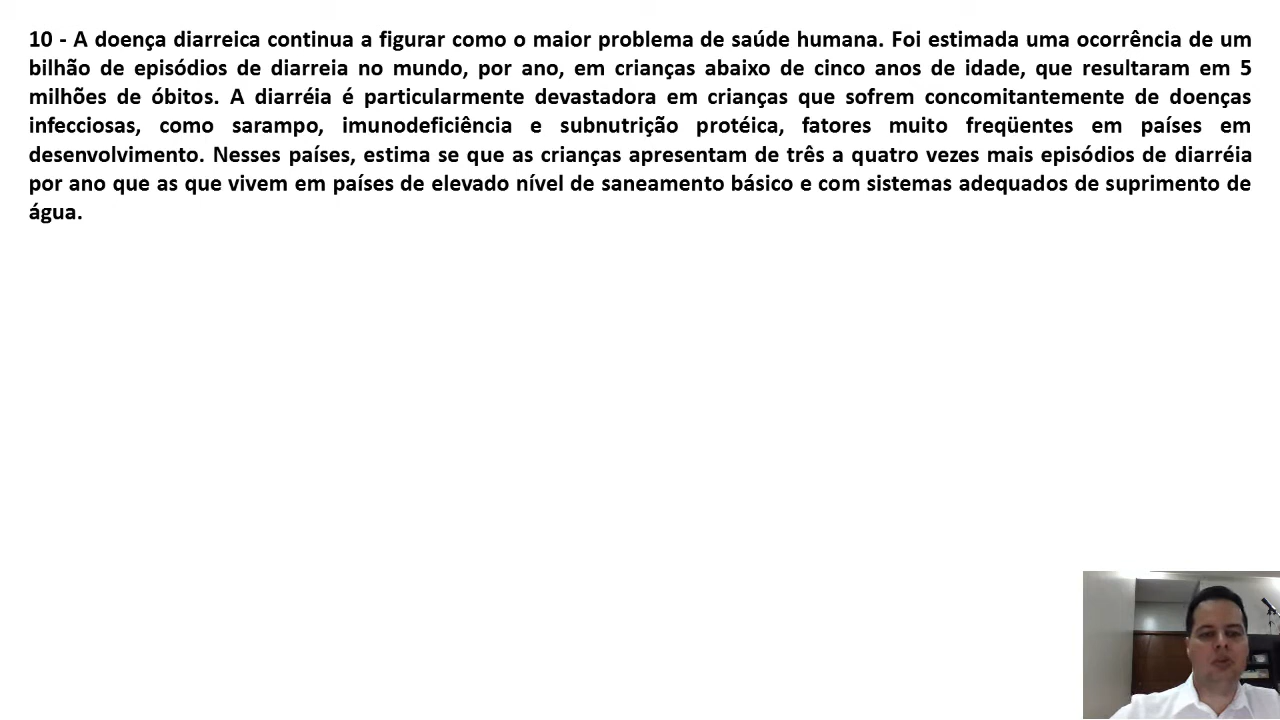 10 - A doença diarreica continua a figurar como o maior problema de saúde humana. Foi estimada uma ocorrência de um
bilhão de episódios de diarreia no mundo, por ano, em crianças abaixo de cinco anos de idade, que resultaram em 5
milhões de óbitos. A diarréia é particularmente devastadora em crianças que sofrem concomitantemente de doenças
infecciosas, como sarampo, imunodeficiência e subnutrição protéica, fatores muito freqüentes em países em
desenvolvimento. Nesses países, estima se que as crianças apresentam de três a quatro vezes mais episódios de diarréia
por ano que as que vivem em países de elevado nível de saneamento básico e com sistemas adequados de suprimento de
água.